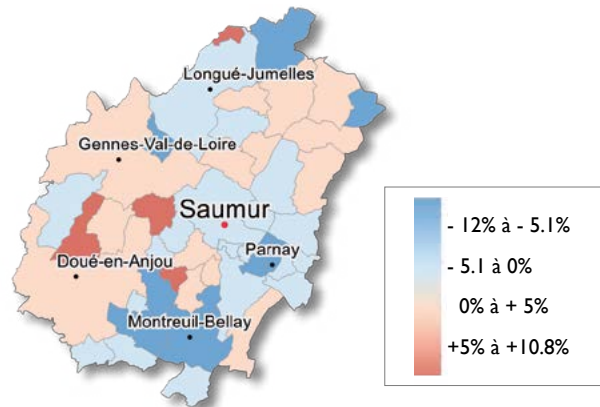 Longué-Jumelles
Gennes-Val-de-Loire
Saumur
Parnay
Doué-en-Anjou
Montreuil-Bellay
- 12% à - 5.1%
- 5.1 à 0%
0% à + 5%
+5% à +10.8%